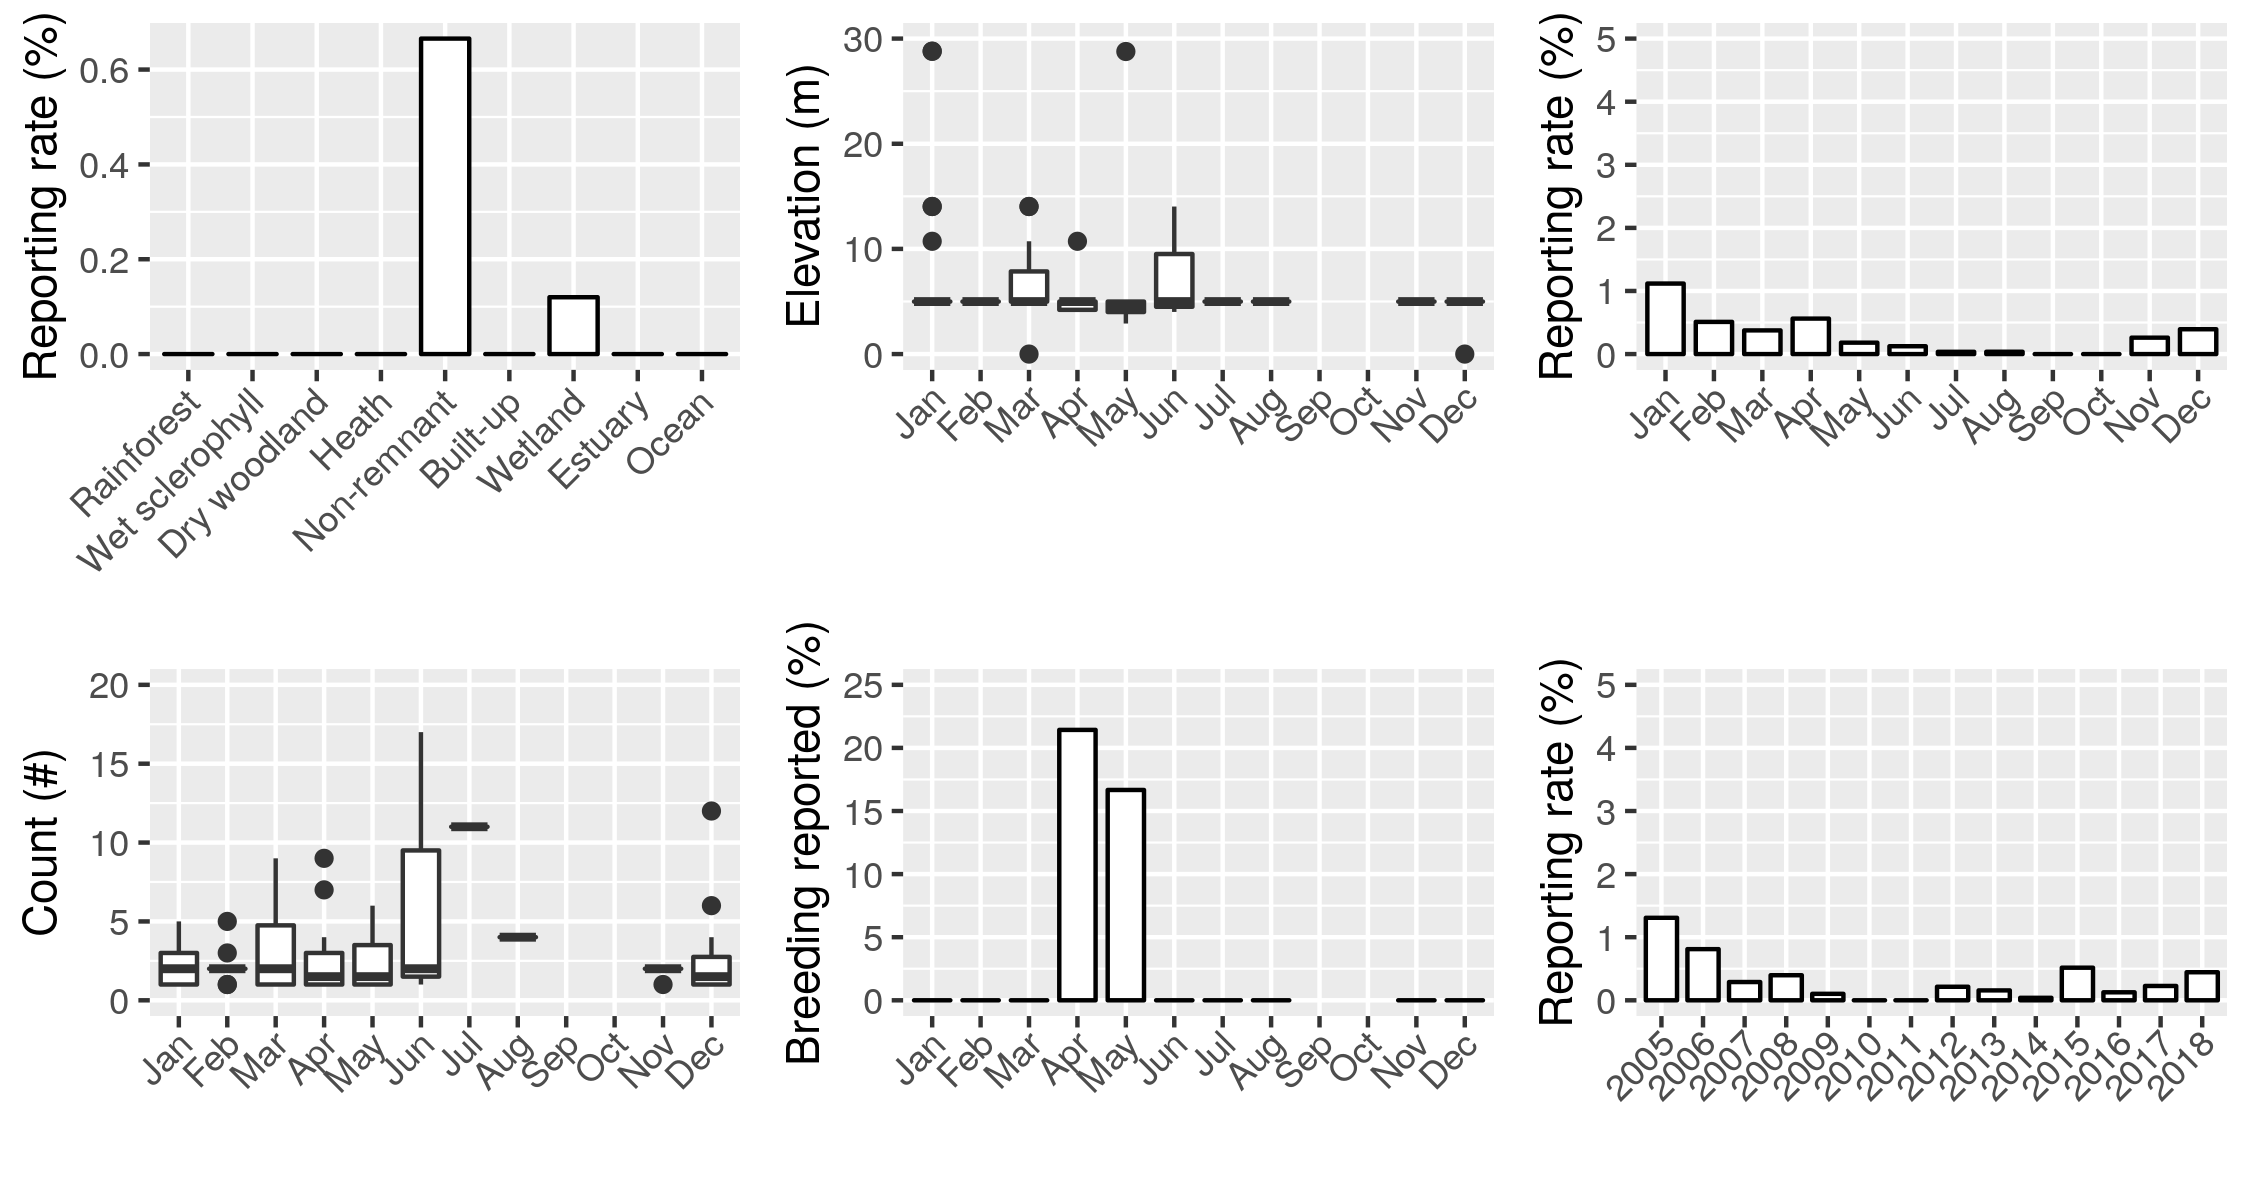 Reporting rate (%)
0.6
0.4
0.2
0.0
Rainforest
Wet sclerophyll
Dry woodland
Heath
Non-remnant
Built-up
Wetland
Estuary
Ocean
Elevation (m)
30
20
10
0
Jan
Feb
Mar
Apr
May
Jun
Jul
Aug
Sep
Oct
Nov
Dec
Reporting rate (%)
5
4
3
2
1
0
Jan
Feb
Mar
Apr
May
Jun
Jul
Aug
Sep
Oct
Nov
Dec
Count (#)
20
15
10
5
0
Jan
Feb
Mar
Apr
May
Jun
Jul
Aug
Sep
Oct
Nov
Dec
Breeding reported (%)
25
20
15
10
5
0
Jan
Feb
Mar
Apr
May
Jun
Jul
Aug
Sep
Oct
Nov
Dec
Reporting rate (%)
5
4
3
2
1
0
2005
2006
2007
2008
2009
2010
2011
2012
2013
2014
2015
2016
2017
2018